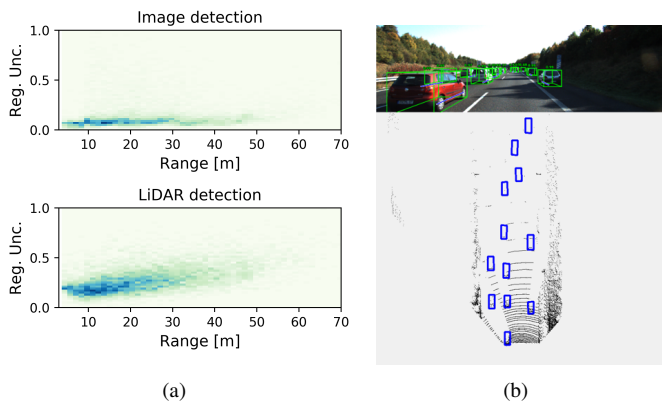 Image detection
1.0
Reg. Unc.
0.5
0.0
10 20 30 40 50 60 70
Range [m]
LiDAR detection
1.0
Reg. Unc.
0.5
0.0
10 20 30 40 50 60 70
Range [m]
(a)
(b)